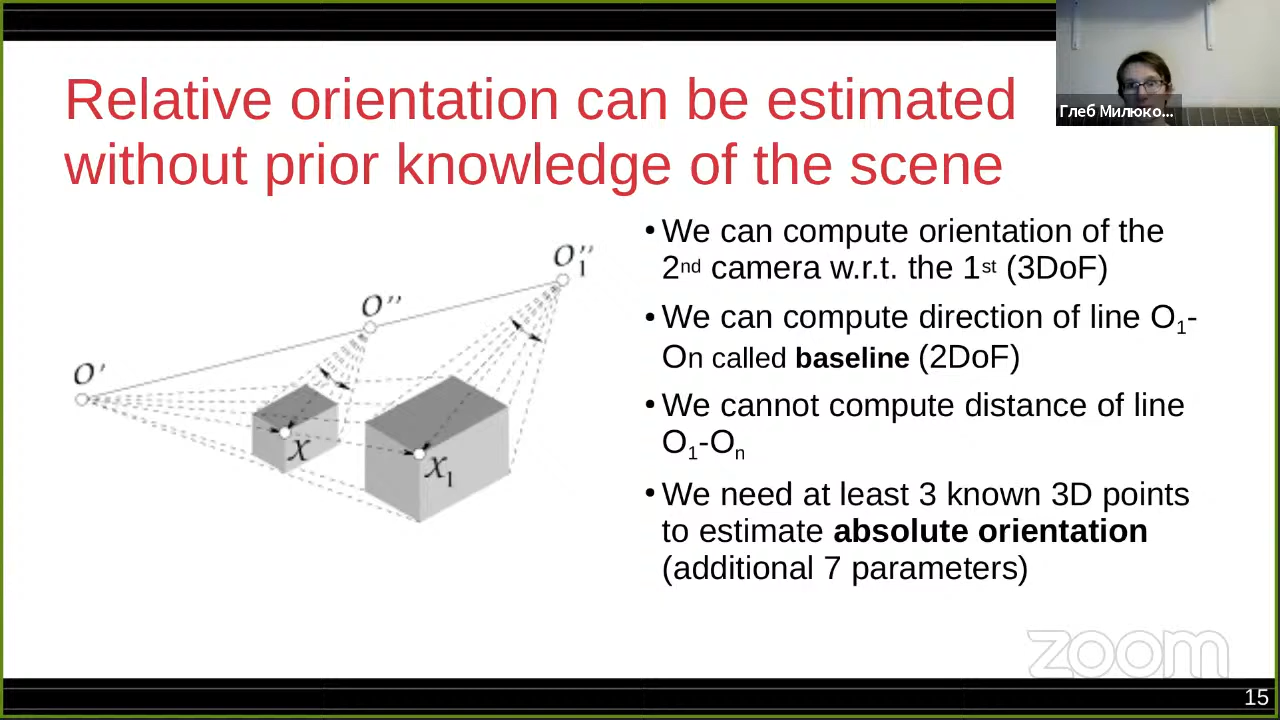 Relative orientation can be estimated
without prior knowledge of the scene
Глеб Милюко...
O'
O''
O''1
X
X1
•We can compute orientation of the
2nd camera w.r.t. the 1st (3DoF)
•We can compute direction of line O1-
On called baseline (2DoF)
•We cannot compute distance of line
O1-On
•We need at least 3 known 3D points
to estimate absolute orientation
(additional 7 parameters)
zoom
15